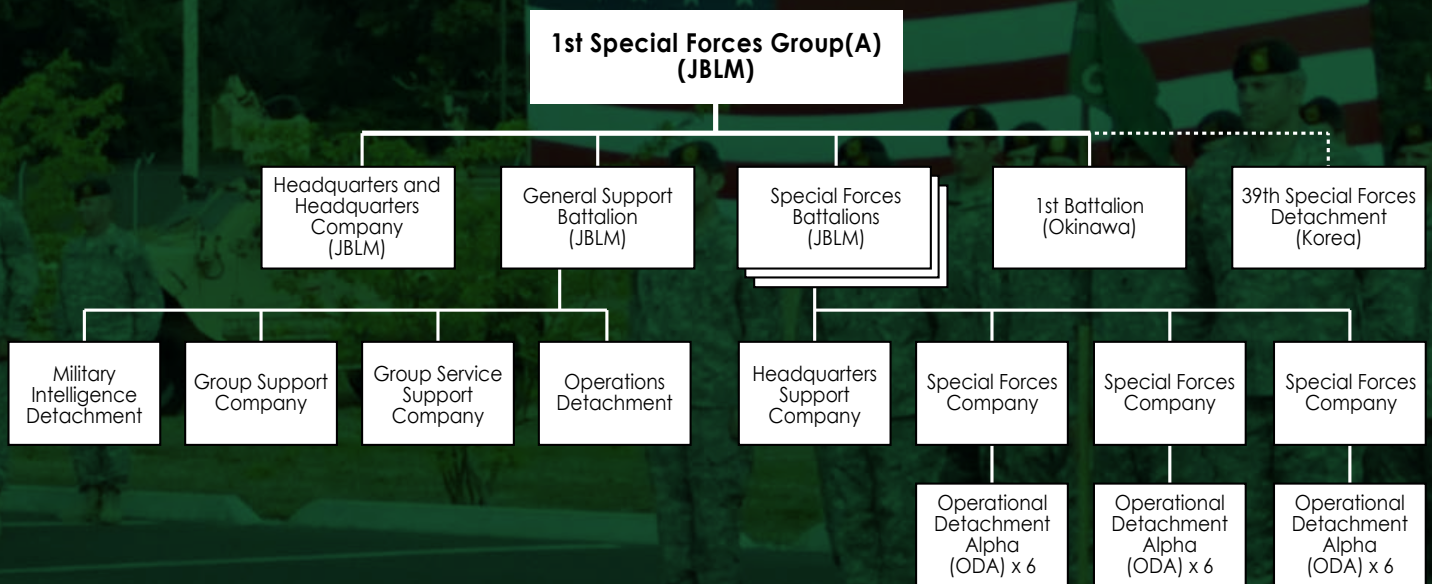 1st Special Forces Group(A)
(JBLM)
Headquarters and
Headquarters
Company
(JBLM)
General Support
Battalion
(JBLM)
Special Forces
Battalions
(JBLM)
1st Battalion
(Okinawa)
39th Special Forces
Detachment
(Korea)
Military
Intelligence
Detachment
Group Support
Company
Group Service
Support
Company
Operations
Detachment
Headquarters
Support
Company
Special Forces
Company
Special Forces
Company
Special Forces
Company
Operational
Detachment
Alpha
(ODA) x 6
Operational
Detachment
Alpha
(ODA) x 6
Operational
Detachment
Alpha
(ODA) x 6